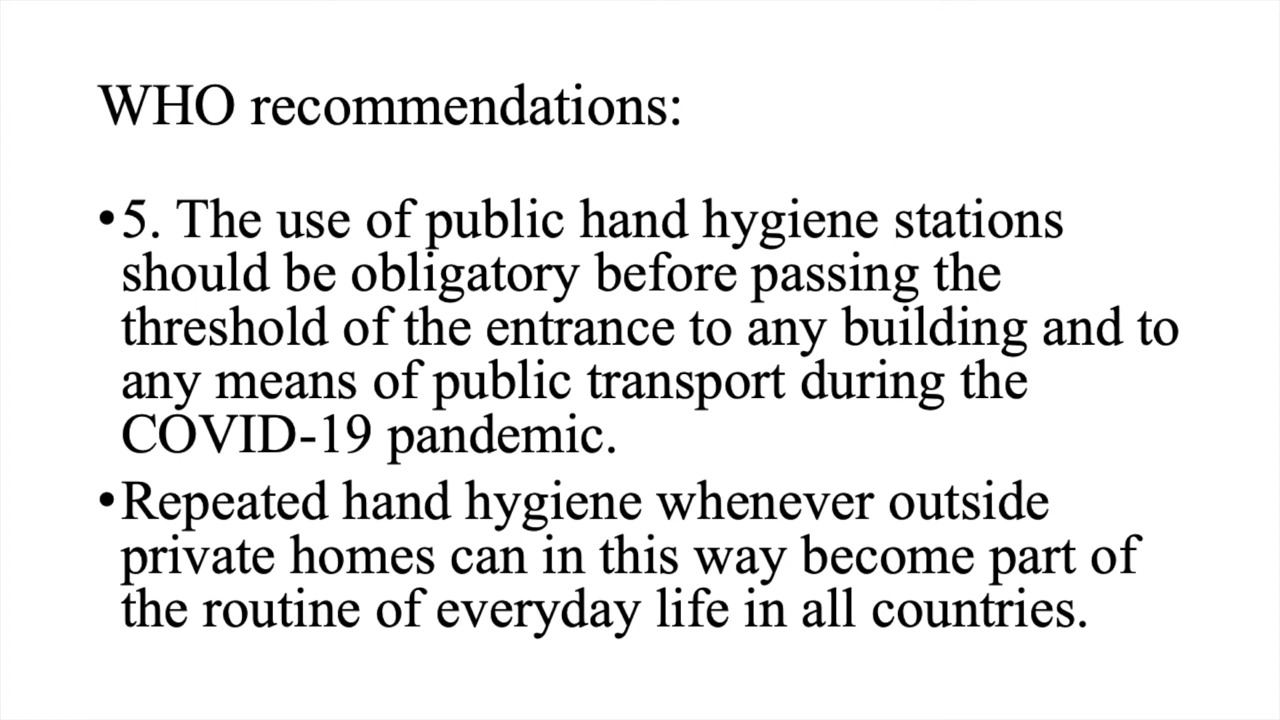 WHO recommendations:
•5. The use of public hand hygiene stations
should be obligatory before passing the
threshold of the entrance to any building and to
any means of public transport during the
COVID-19 pandemic.
•Repeated hand hygiene whenever outside
private homes can in this way become part of
the routine of everyday life in all countries.